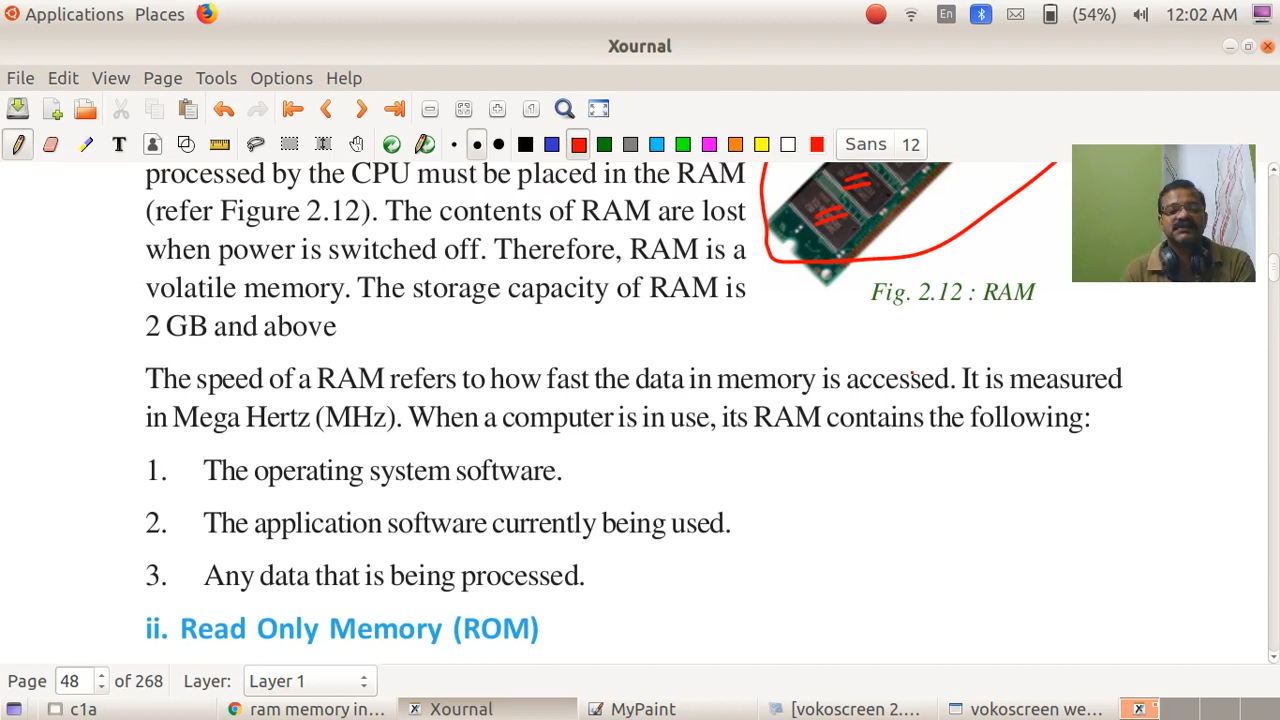 Applications Places En (54%) 12:02 AM
Xournal
File Edit View Page Tools Options Help
T Sans 12
processed by the CPU must be placed in the RAM
(refer Figure 2.12). The contents of RAM are lost
when power is switched off. Therefore, RAM is a
volatile memory. The storage capacity of RAM is
2 GB and above
Fig. 2.12 : RAM
The speed of a RAM refers to how fast the data in memory is accessed. It is measured
in Mega Hertz (MHz). When a computer is in use, its RAM contains the following:
1. The operating system software.
2. The application software currently being used.
3. Any data that is being processed.
ii. Read Only Memory (ROM)
Page 48 of 268 Layer: Layer 1
c1a ram memory in... Xournal MyPaint [vokoscreen 2.... vokoscreen we...